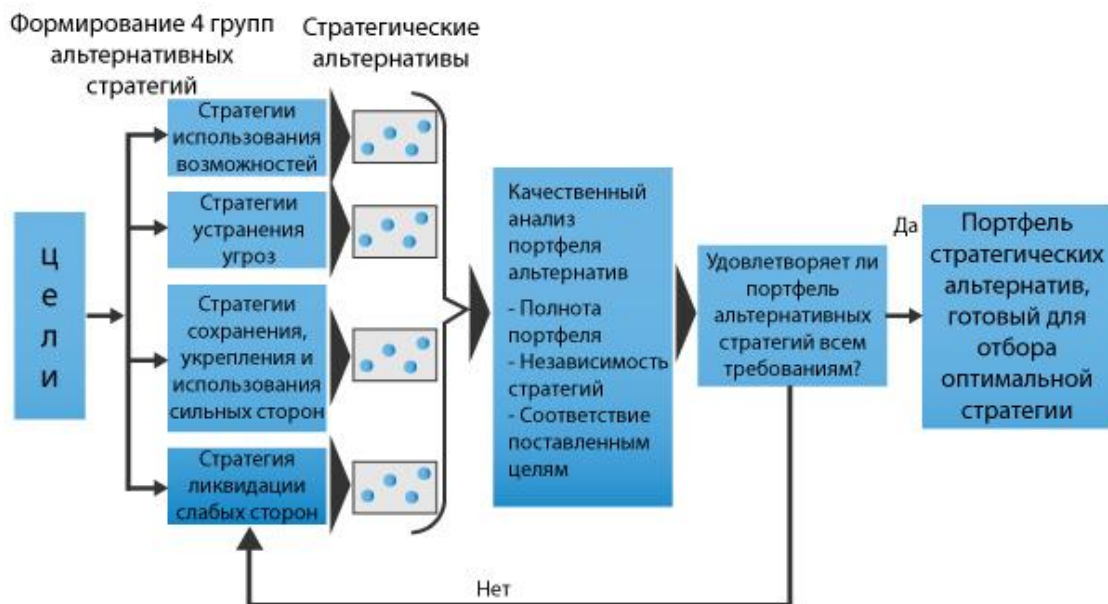 Формирование 4 групп
альтернативных
стратегий
Стратегические
альтернативы
Цели
Стратегии
использования
возможностей
Стратегии
устранения
угроз
Стратегии
сохранения,
укрепления и
использования
сильных сторон
Стратегия
ликвидации
слабых сторон
Качественный
анализ
портфеля
альтернатив
- Полнота
портфеля
- Независимость
стратегий
- Соответствие
поставленным
целям
Удовлетворяет ли
портфель
альтернативных
стратегий всем
требованиям?
Да
Портфель
стратегических
альтернатив,
готовый для
отбора
оптимальной
стратегии
Нет